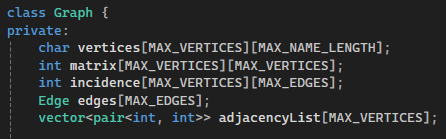 class Graph {
private:
char vertices[MAX_VERTICES][MAX_NAME_LENGTH];
int matrix[MAX_VERTICES][MAX_VERTICES];
int incidence[MAX_VERTICES][MAX_EDGES];
Edge edges[MAX_EDGES];
vector<pair<int, int>> adjacencyList[MAX_VERTICES];